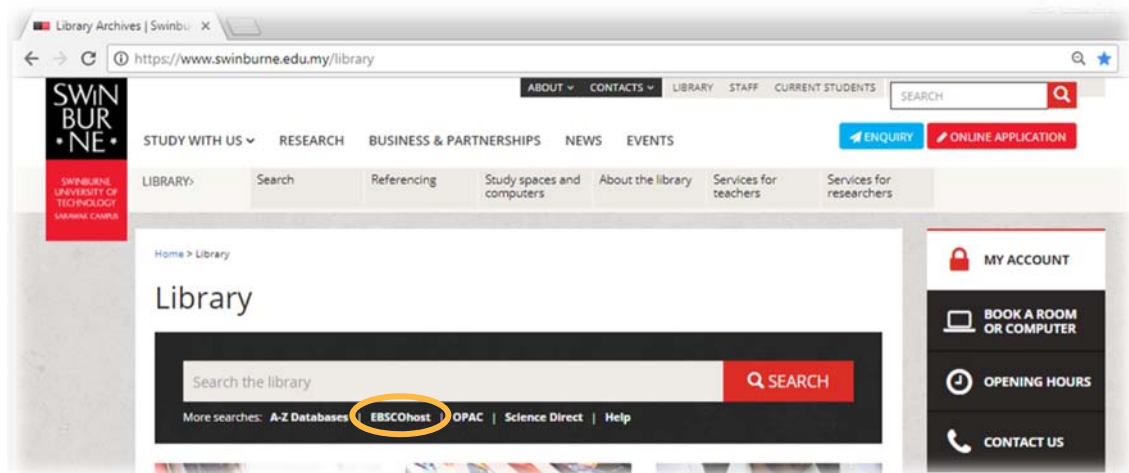 Library Archives | Swinbu
https://www.swinburne.edu.my/library
SWIN
BUR
• NE •
SWINBURNE
UNIVERSITY OF
TECHNOLOGY
SARAWAK CAMPUS
ABOUT CONTACTS LIBRARY STAFF CURRENT STUDENTS SEARCH
STUDY WITH US RESEARCH BUSINESS & PARTNERSHIPS NEWS EVENTS ENQUIRY ONLINE APPLICATION
LIBRARY> Search Referencing Study spaces and computers About the library Services for teachers Services for researchers
Home > Library
Library
Search the library SEARCH
More searches: A-Z Databases | EBSCOhost | OPAC | Science Direct | Help
MY ACCOUNT
BOOK A ROOM
OR COMPUTER
OPENING HOURS
CONTACT US